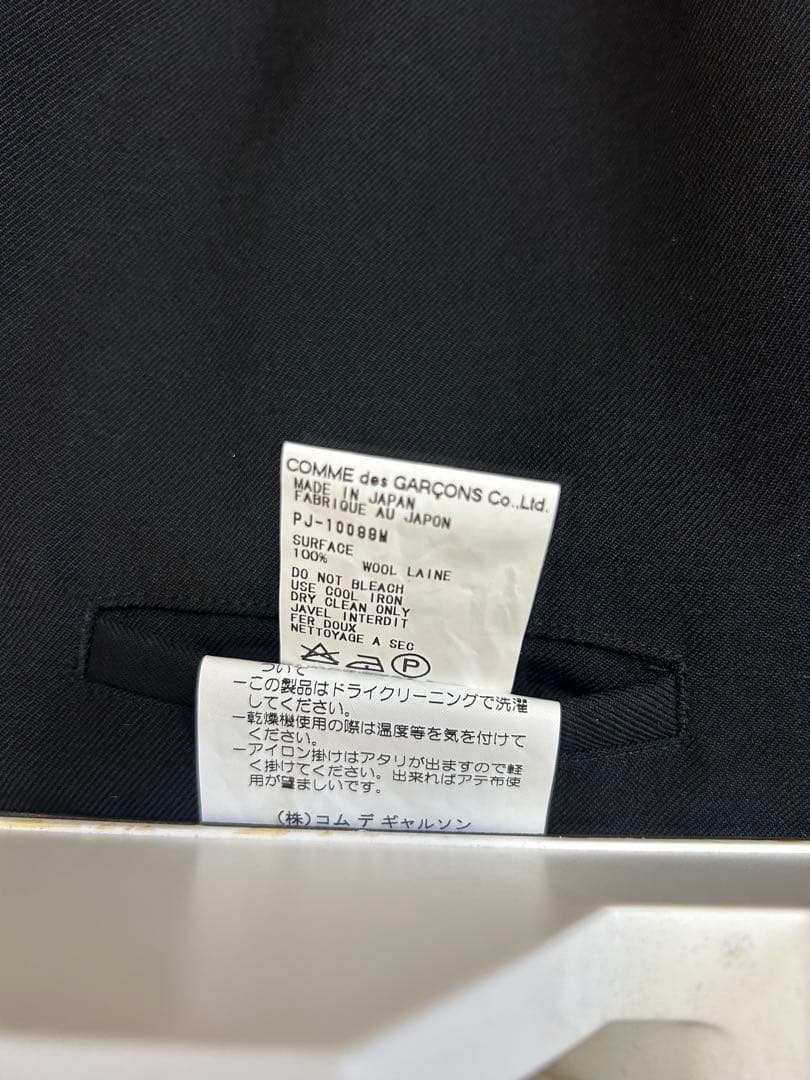 COMME des GARÇONS Co.,Ltd.
MADE IN JAPAN
FABRIQUE AU JAPON
PJ-10099M
SURFACE
100% WOOL LAINE
DO NOT BLEACH
USE COOL IRON
DRY CLEAN ONLY
JAVEL INTERDIT
FER DOUX
NETTOYAGE A SEC
P
ついて
ーこの製品はドライクリーニングで洗濯
してください。
ー乾燥機使用の際は温度等を気を付けて
ください。
ーアイロン掛けはアタリが出ますので軽
く掛けてください。出来ればアテ布使
用が望ましいです。
(株)コム デ ギャルソン